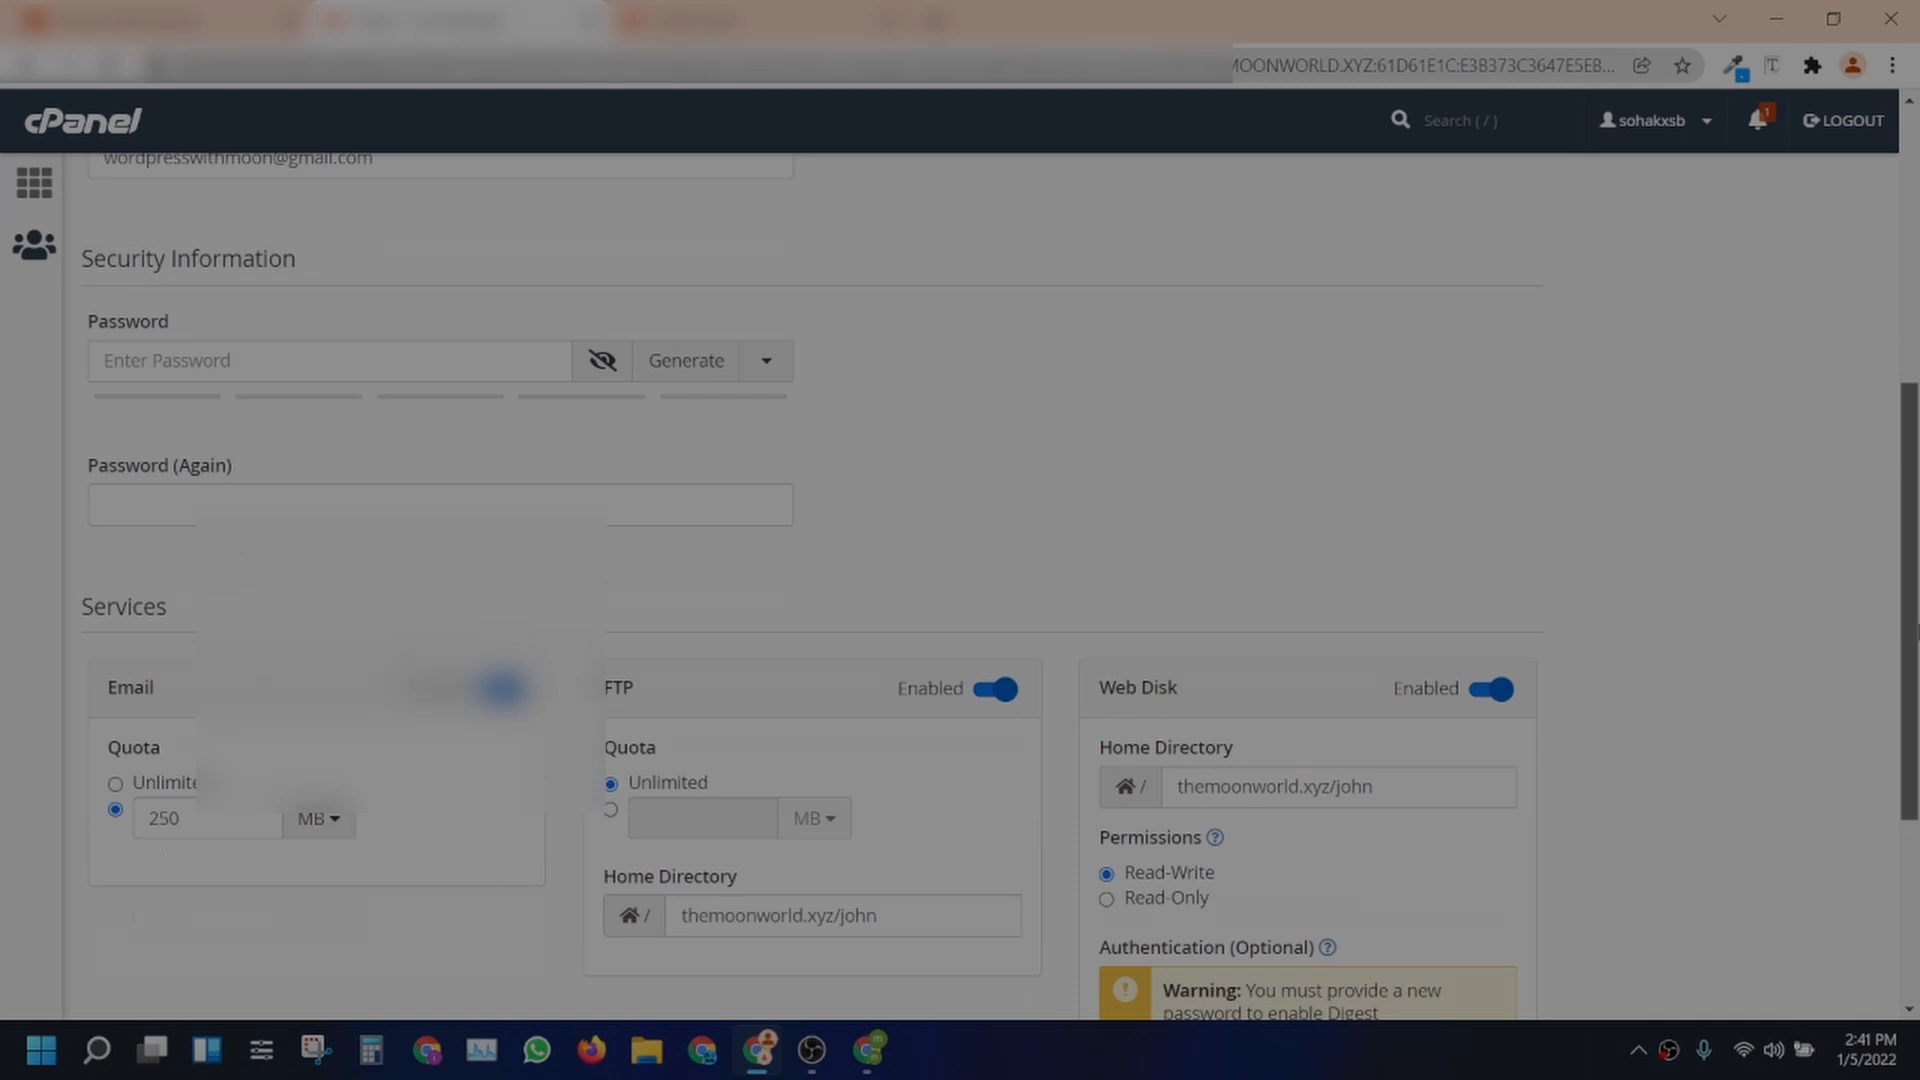 MOONWORLD.XYZ:61D61E1C:E3B373C3647E5EB...
cPanel
Search ( / )
sohakxsb
1
LOGOUT
wordpresswithmoon@gmail.com
Security Information
Password
Enter Password
Generate
Password (Again)
Services
Email
FTP
Enabled
Web Disk
Enabled
Quota
Unlimite
250
MB
Quota
Unlimited
MB
Home Directory
/
themoonworld.xyz/john
Home Directory
/
themoonworld.xyz/john
Permissions
Read-Write
Read-Only
Authentication (Optional)
Warning: You must provide a new
password to enable Digest
2:41 PM
1/5/2022